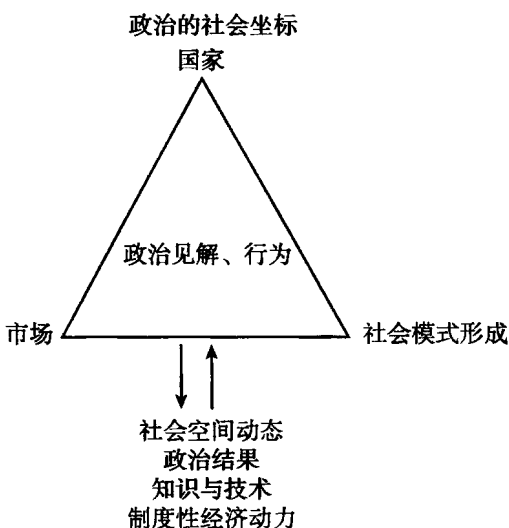 政治的社会坐标
国家
政治见解、行为
市场
社会模式形成
社会空间动态
政治结果
知识与技术
制度性经济动力